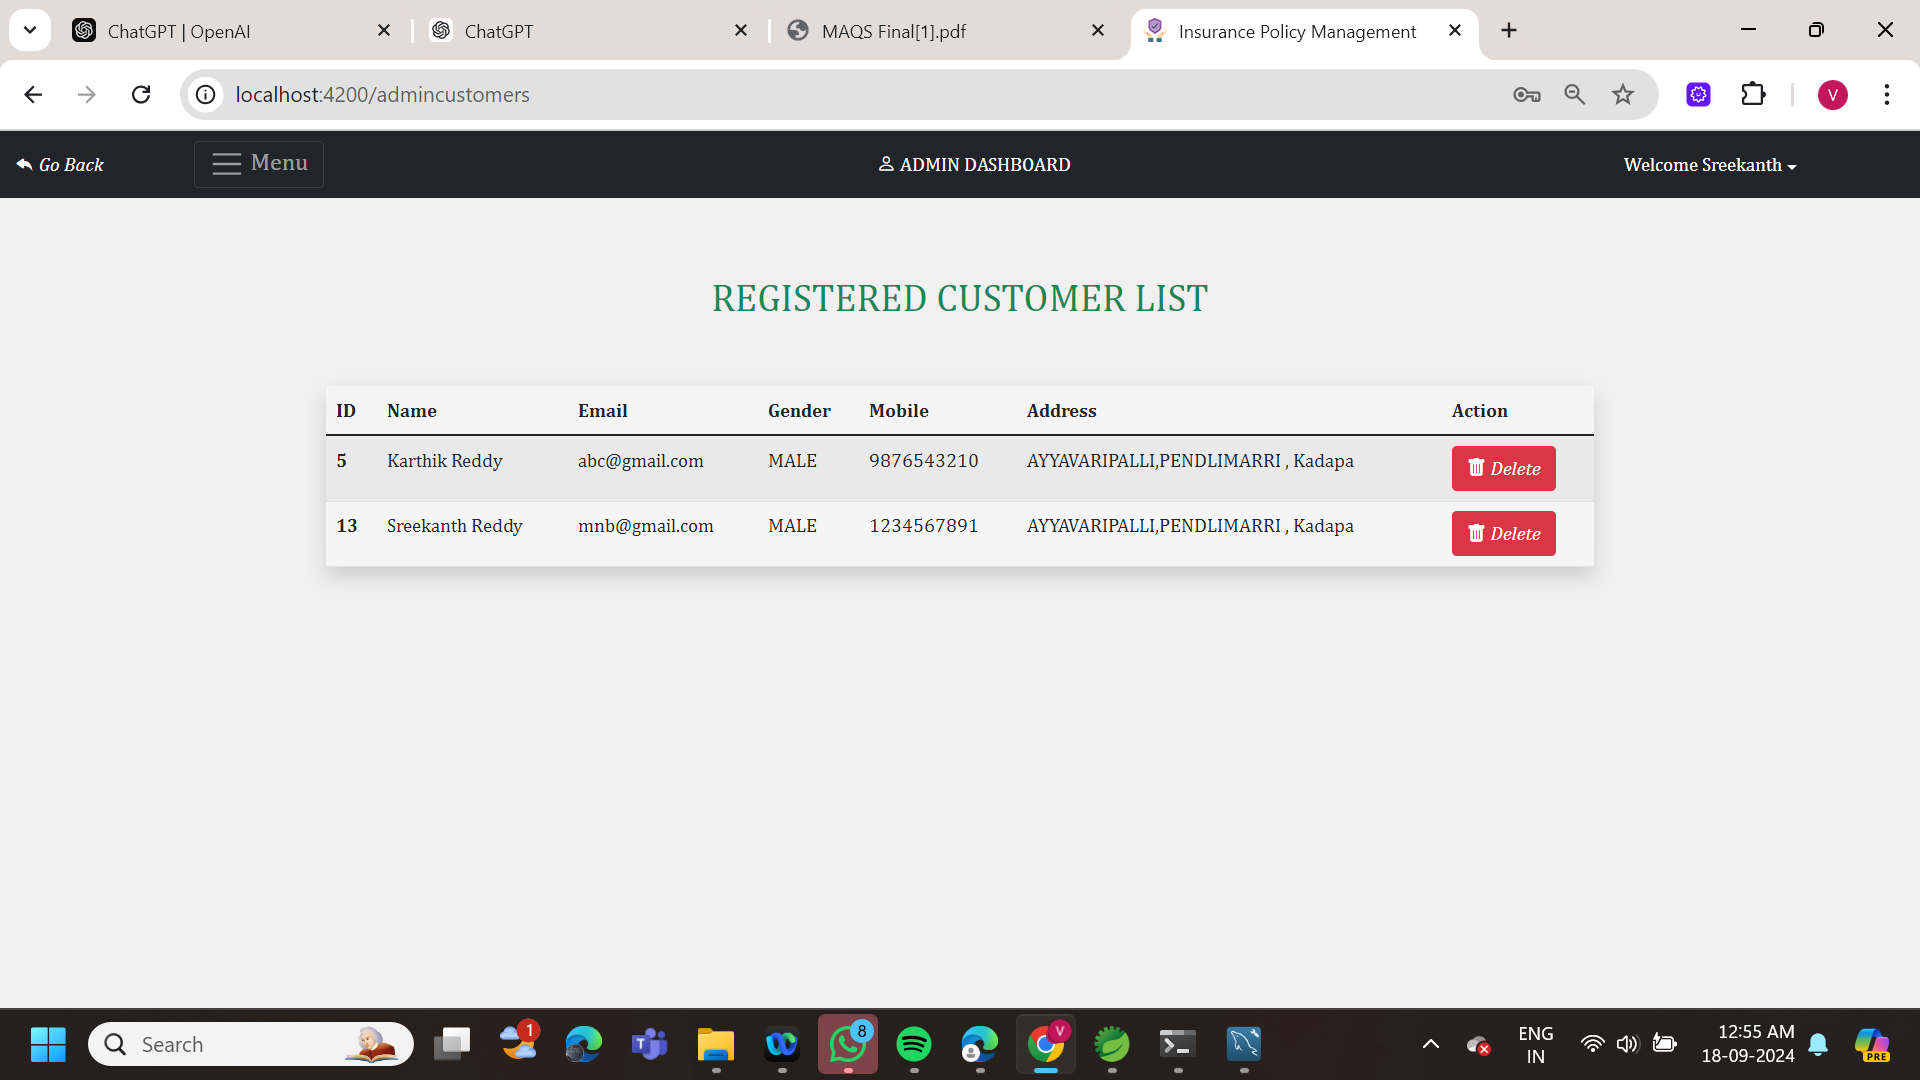 ChatGPT | OpenAI
ChatGPT
MAQS Final[1].pdf
Insurance Policy Management
localhost:4200/admincustomers
V
Go Back
Menu
ADMIN DASHBOARD
Welcome Sreekanth
REGISTERED CUSTOMER LIST
ID Name Email Gender Mobile Address Action
5 Karthik Reddy abc@gmail.com MALE 9876543210 AYYAVARIPALLI,PENDLIMARRI , Kadapa Delete
13 Sreekanth Reddy mnb@gmail.com MALE 1234567891 AYYAVARIPALLI,PENDLIMARRI , Kadapa Delete
Search
1
8
V
ENG
IN
12:55 AM
18-09-2024
PRE